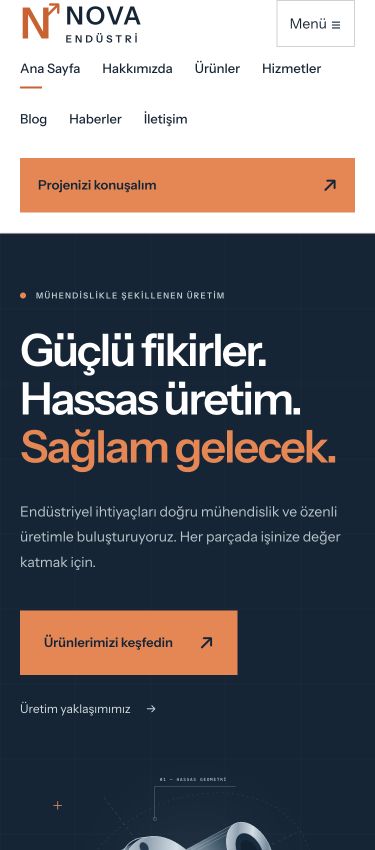 NOVA
ENDÜSTRİ
Menü
Ana Sayfa Hakkımızda Ürünler Hizmetler
Blog Haberler İletişim
Projenizi konuşalım
MÜHENDİSLİKLE ŞEKİLLENEN ÜRETİM
Güçlü fikirler.
Hassas üretim.
Sağlam gelecek.
Endüstriyel ihtiyaçları doğru mühendislik ve özenli
üretimle buluşturuyoruz. Her parçada işinize değer
katmak için.
Ürünlerimizi keşfedin
Üretim yaklaşımımız
01 — HASSAS GEOMETRİ